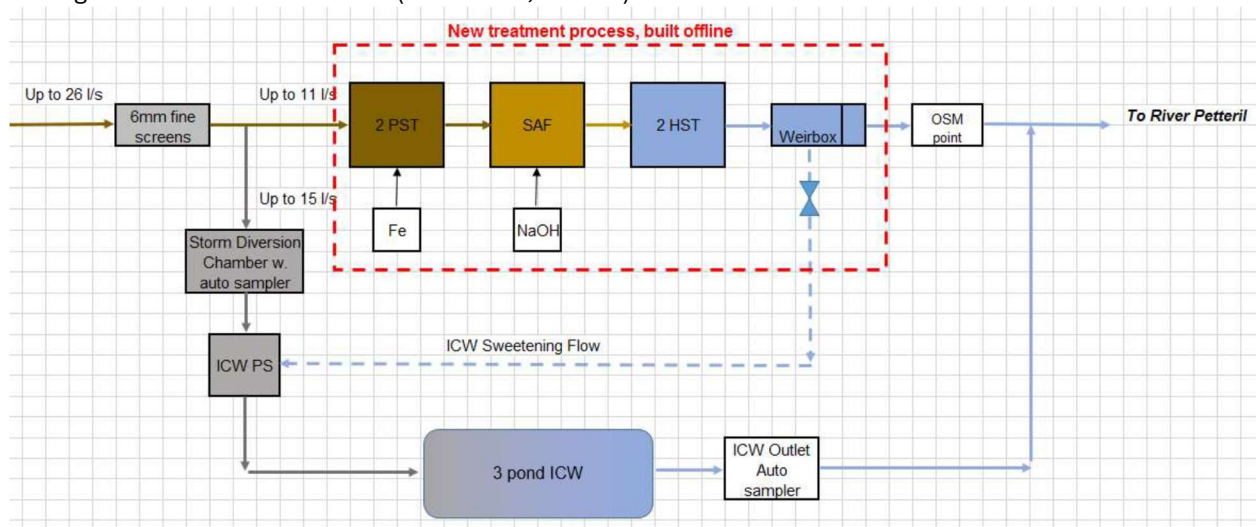 New treatment process, built offline
Up to 26 l/s
6mm fine
screens
Up to 11 l/s
2 PST
SAF
2 HST
Weirbox
OSM
point
To River Petteril
Up to 15 l/s
Fe
NaOH
Storm Diversion
Chamber w.
auto sampler
ICW PS
ICW Sweetening Flow
3 pond ICW
ICW Outlet
Auto
sampler